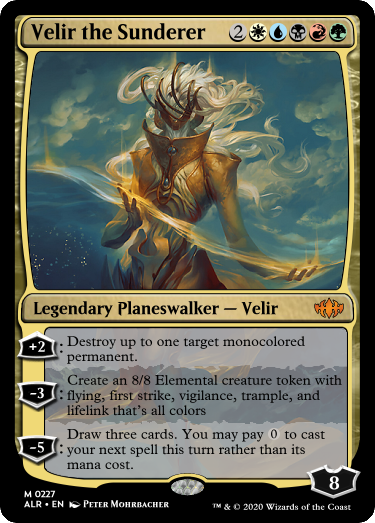 Velir the Sunderer 2
Legendary Planeswalker — Velir
+2: Destroy up to one target monocolored
permanent.
-3: Create an 8/8 Elemental creature token with
flying, first strike, vigilance, trample, and
lifelink that's all colors
-5: Draw three cards. You may pay 0 to cast
your next spell this turn rather than its
mana cost.
8
M 0227
ALR • EN Peter Mohrbacher
™ & © 2020 Wizards of the Coast